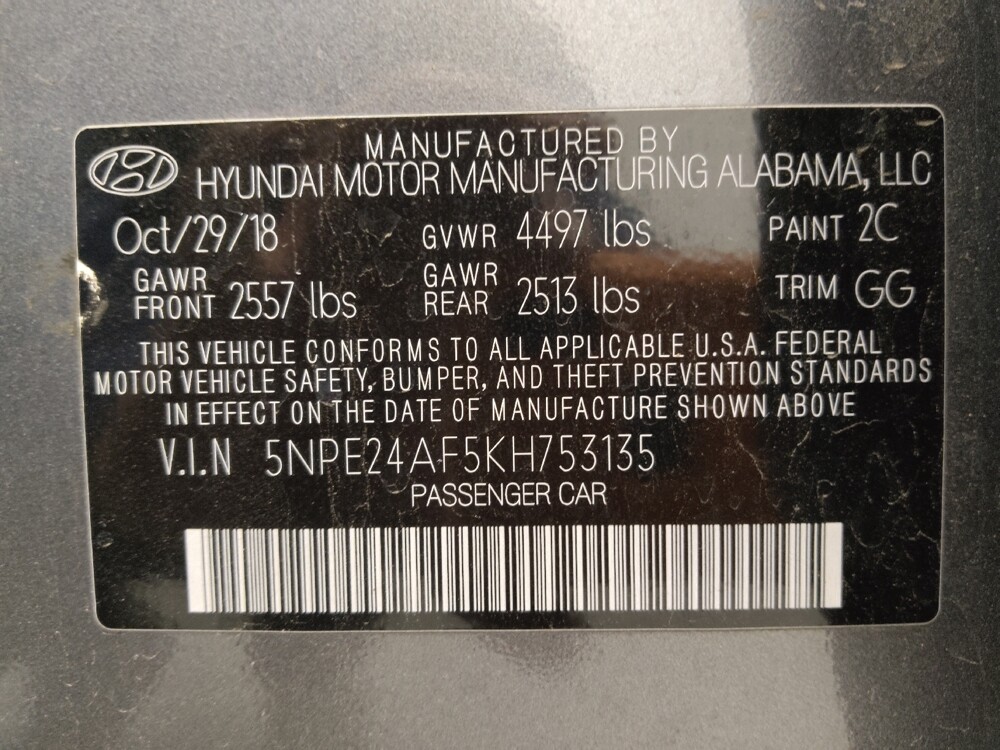 MANUFACTURED BY
HYUNDAI MOTOR MANUFACTURING ALABAMA, LLC
Oct/29/18 GVWR 4497 lbs PAINT 2C
GAWR FRONT 2557 lbs GAWR REAR 2513 lbs TRIM GG
THIS VEHICLE CONFORMS TO ALL APPLICABLE U.S.A. FEDERAL
MOTOR VEHICLE SAFETY, BUMPER, AND THEFT PREVENTION STANDARDS
IN EFFECT ON THE DATE OF MANUFACTURE SHOWN ABOVE
V.I.N 5NPE24AF5KH753135
PASSENGER CAR